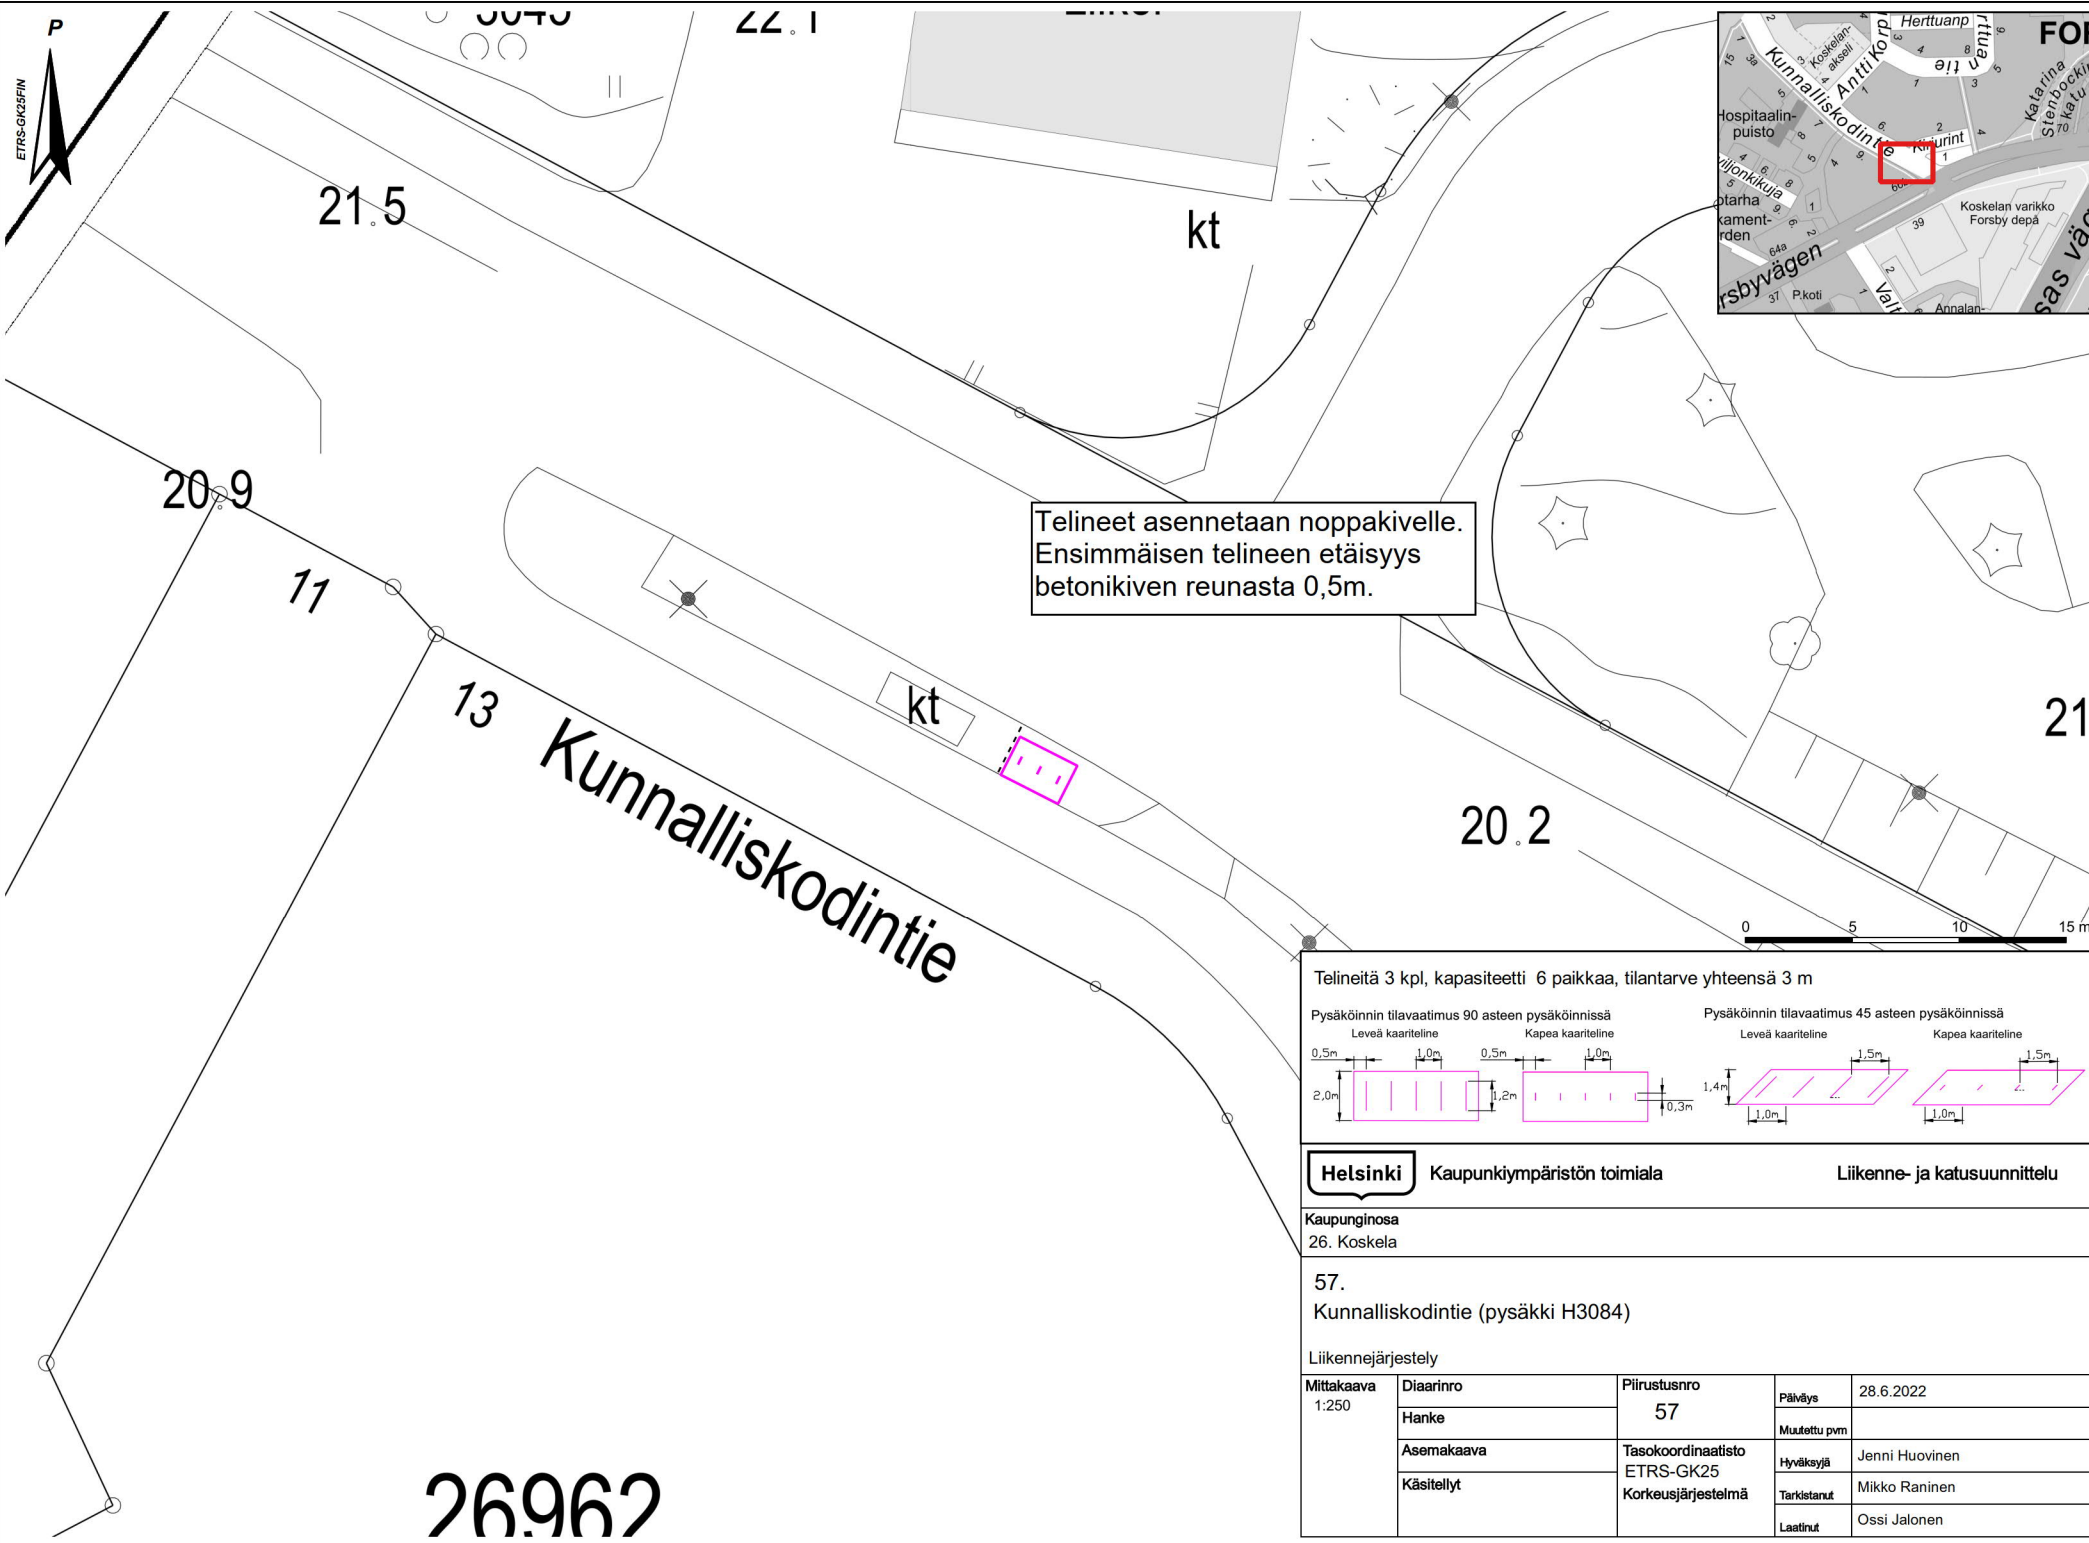 P
ETRS-GK25FIN
22.1
21.5
kt
20.9
11
13
Kunnalliskodintie
kt
Telineet asennetaan noppakivelle.
Ensimmäisen telineen etäisyys
betonikiven reunasta 0,5m.
20.2
21
26962
Herttuanp
Koskelan-
akseli
Kunnalliskodintie
Antti Korp
Hospitaalin-
puisto
Kirjurint
Katarina
Stenbockin
katu
70
Koskelan varikko
Forsby depå
39
64a
37
P.koti
Annalan-
0 5 10 15 m
Telineitä 3 kpl, kapasiteetti 6 paikkaa, tilantarve yhteensä 3 m
Pysäköinnin tilavaatimus 90 asteen pysäköinnissä
Leveä kaariteline Kapea kaariteline
0,5m 1,0m 0,5m 1,0m
2,0m 1,2m 0,3m
Pysäköinnin tilavaatimus 45 asteen pysäköinnissä
Leveä kaariteline Kapea kaariteline
1,5m 1,5m
1,4m
1,0m 1,0m
Helsinki Kaupunkiympäristön toimiala Liikenne- ja katusuunnittelu
Kaupunginosa
26. Koskela
57.
Kunnalliskodintie (pysäkki H3084)
Liikennejärjestely
Mittakaava
1:250
Diaarinro
Hanke
Asemakaava
Käsitellyt
Piirustusnro
57
Tasokoordinaatisto
ETRS-GK25
Korkeusjärjestelmä
Päiväys 28.6.2022
Muutettu pvm
Hyväksyjä Jenni Huovinen
Tarkistanut Mikko Raninen
Laatinut Ossi Jalonen